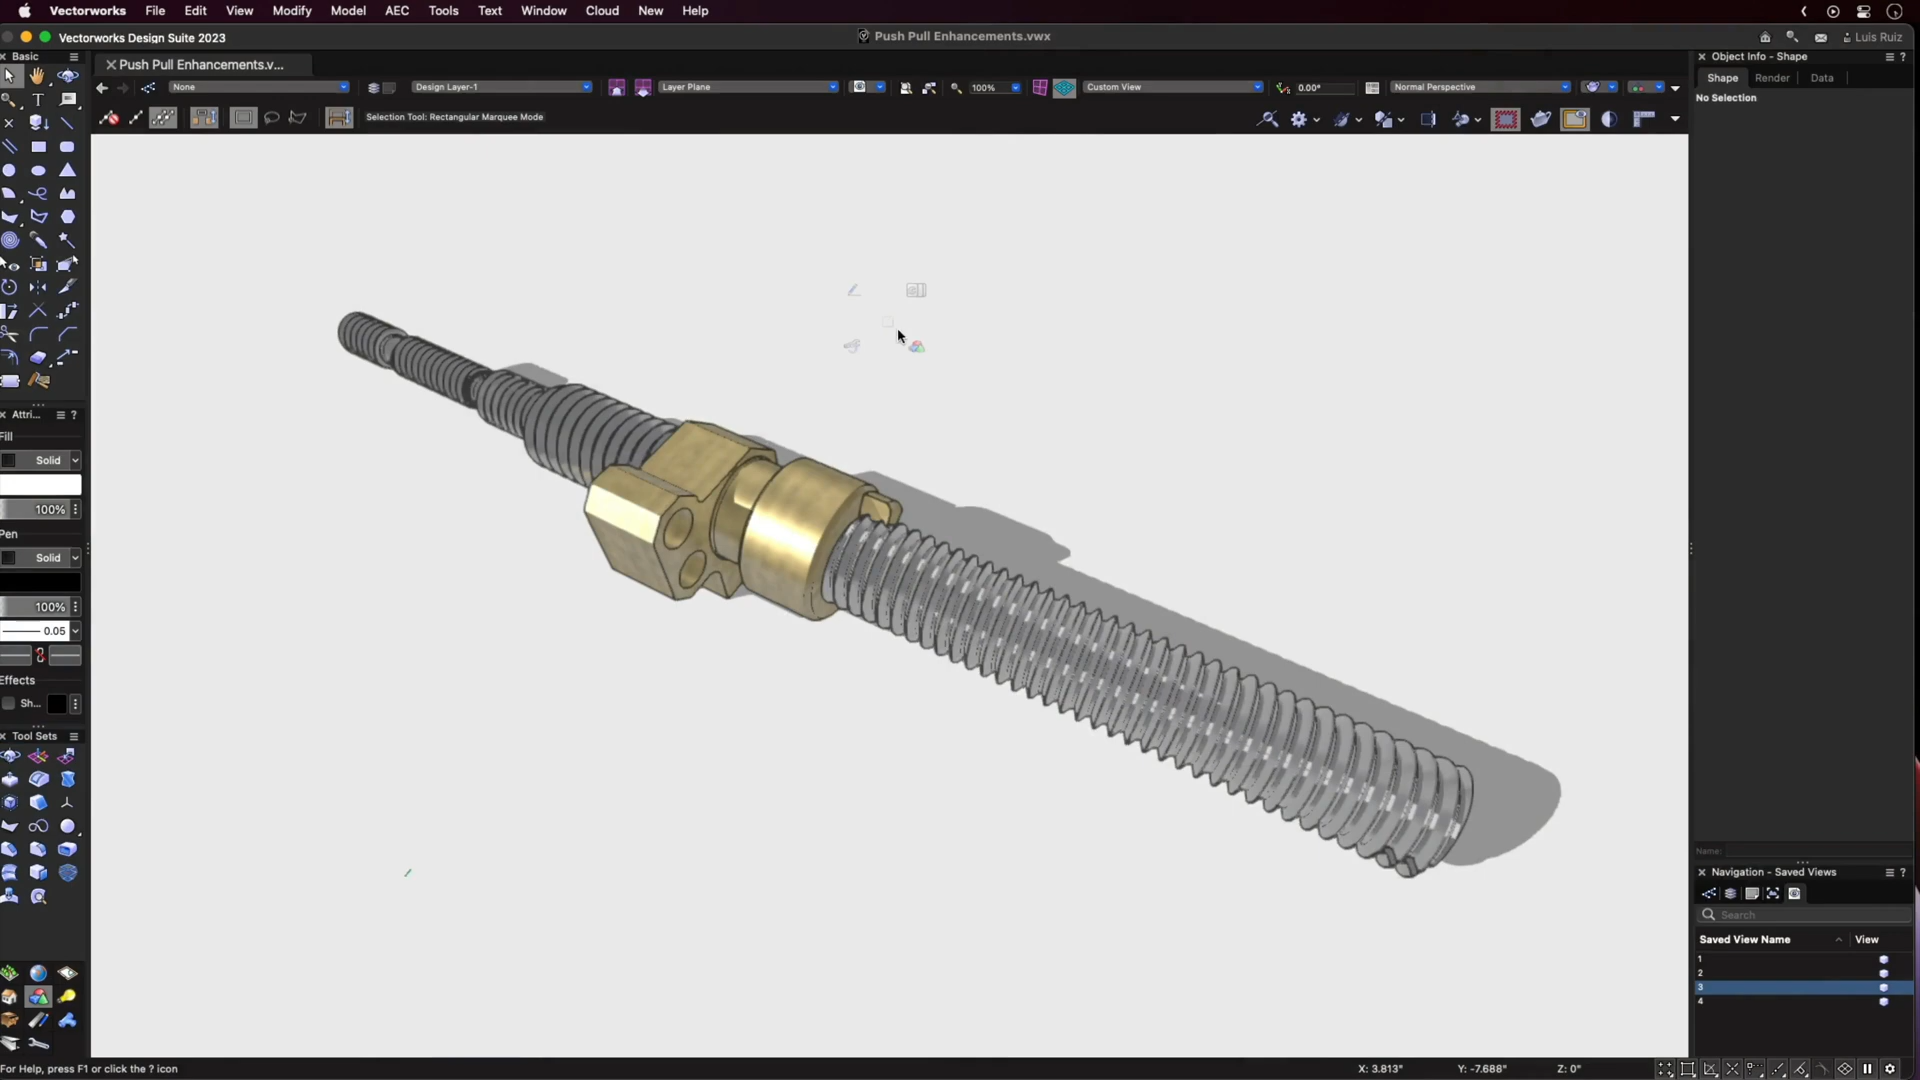 Vectorworks File Edit View Modify Model AEC Tools Text Window Cloud New Help
Vectorworks Design Suite 2023
Push Pull Enhancements.vwx
Luis Ruiz
Basic
Push Pull Enhancements.v...
None
Design Layer-1
Layer Plane
100%
Custom View
0.00°
Normal Perspective
Selection Tool: Rectangular Marquee Mode
Object Info - Shape
Shape Render Data
No Selection
Attri...
Fill
Solid
100%
Pen
Solid
100%
0.05
Effects
Sh...
Tool Sets
Name:
Navigation - Saved Views
Search
Saved View Name View
1
2
3
4
For Help, press F1 or click the ? icon
X: 3.813" Y: -7.688" Z: 0"